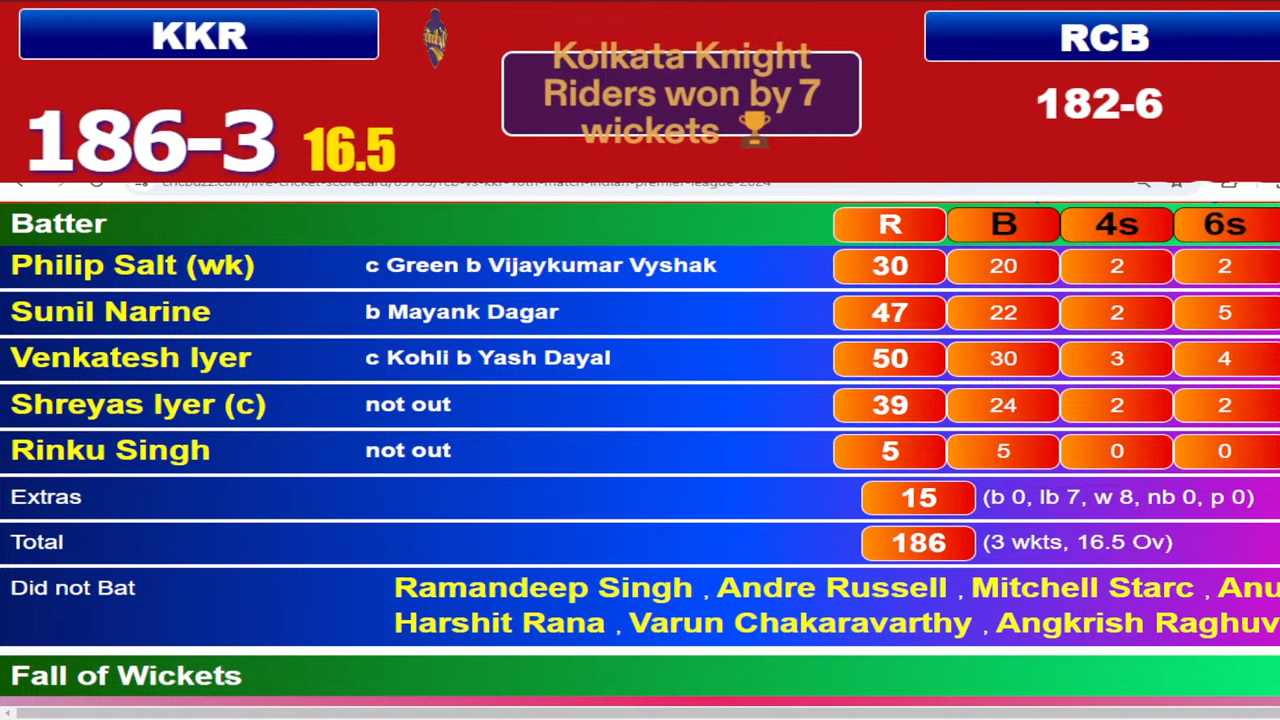 KKR
Kolkata Knight
Riders won by 7
wickets 🏆
RCB
186-3 16.5
182-6
Batter R B 4s 6s
Philip Salt (wk) c Green b Vijaykumar Vyshak 30 20 2 2
Sunil Narine b Mayank Dagar 47 22 2 5
Venkatesh Iyer c Kohli b Yash Dayal 50 30 3 4
Shreyas Iyer (c) not out 39 24 2 2
Rinku Singh not out 5 5 0 0
Extras 15 (b 0, lb 7, w 8, nb 0, p 0)
Total 186 (3 wkts, 16.5 Ov)
Did not Bat Ramandeep Singh , Andre Russell , Mitchell Starc , Anu
Harshit Rana , Varun Chakaravarthy , Angkrish Raghuv
Fall of Wickets